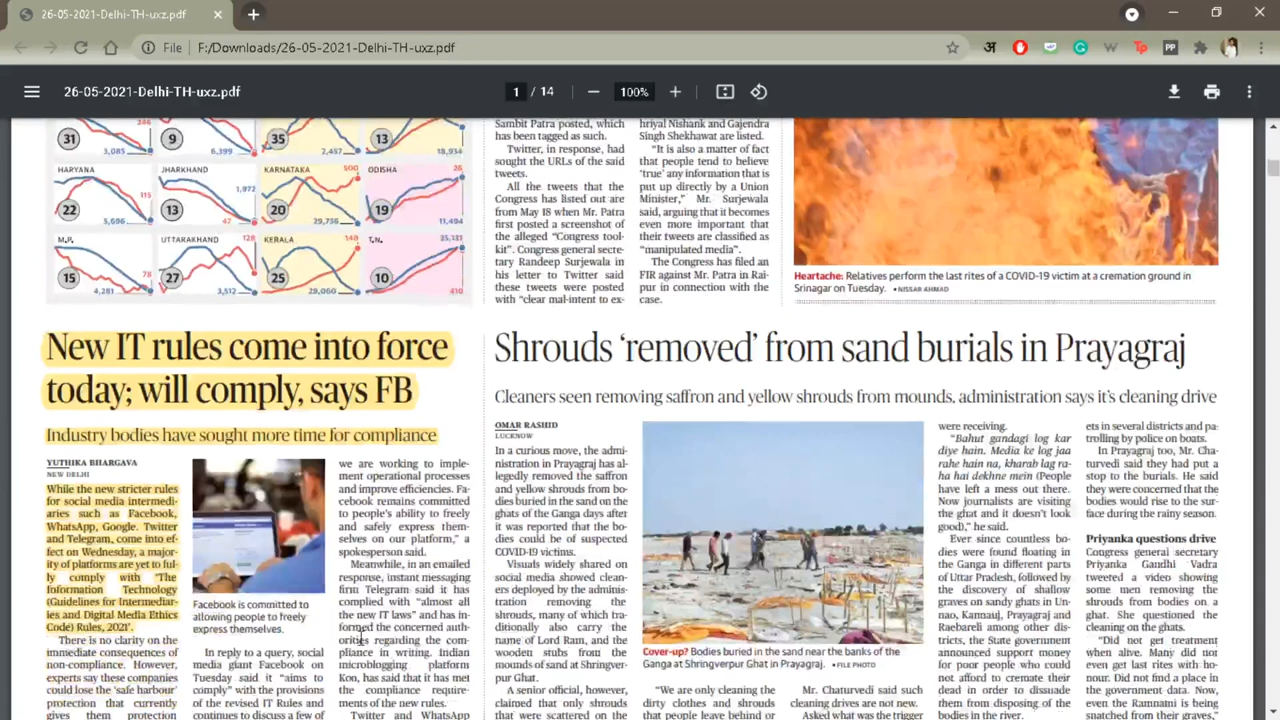 26-05-2021-Delhi-TH-uxz.pdf
File F:/Downloads/26-05-2021-Delhi-TH-uxz.pdf
26-05-2021-Delhi-TH-uxz.pdf
1 / 14
100%
31
3,085
9
6,399
35
2,457
13
18,934
HARYANA
22
115
5,606
JHARKHAND
13
1,972
47
KARNATAKA
20
500
29,736
ODISHA
19
26
11,494
M.P.
15
78
4,281
UTTARAKHAND
27
128
3,512
KERALA
25
148
29,060
T.N.
10
410
Sambit Patra posted, which
has been tagged as such.
Twitter, in response, had
sought the URLs of the said
tweets.
All the tweets that the
Congress has listed out are
from May 18 when Mr. Patra
first posted a screenshot of
the alleged “Congress tool-
kit”. Congress general secre-
tary Randeep Surjewala in
his letter to Twitter said
these tweets were posted
with “clear mal-intent to ex-
hriyal Nishank and Gajendra
Singh Shekhawat are listed.
“It is also a matter of fact
that people tend to believe
‘true’ any information that is
put up directly by a Union
Minister,” Mr. Surjewala
said, arguing that it becomes
even more important that
their tweets are classified as
“manipulated media”.
The Congress has filed an
FIR against Mr. Patra in Rai-
pur in connection with the
case.
Heartache: Relatives perform the last rites of a COVID-19 victim at a cremation ground in
Srinagar on Tuesday. • NISSAR AHMAD
New IT rules come into force
today; will comply, says FB
Industry bodies have sought more time for compliance
YUTHIKA BHARGAVA
NEW DELHI
While the new stricter rules
for social media intermedi-
aries such as Facebook,
WhatsApp, Google. Twitter
and Telegram, come into ef-
fect on Wednesday, a major-
ity of platforms are yet to ful-
ly comply with ‘The
Information Technology
(Guidelines for Intermediar-
ies and Digital Media Ethics
Code) Rules, 2021’.
There is no clarity on the
immediate consequences of
non-compliance. However,
experts say these companies
could lose the ‘safe harbour’
protection that currently
gives them protection
Facebook is committed to
allowing people to freely
express themselves.
In reply to a query, social
media giant Facebook on
Tuesday said it “aims to
comply” with the provisions
of the revised IT Rules and
continues to discuss a few of
we are working to imple-
ment operational processes
and improve efficiencies. Fa-
cebook remains committed
to people’s ability to freely
and safely express them-
selves on our platform,” a
spokesperson said.
Meanwhile, in an emailed
response, instant messaging
firm Telegram said it has
complied with “almost all
the new IT laws” and has in-
formed the concerned auth-
orities regarding the com-
pliance in writing. Indian
microblogging platform
Koo, has said that it has met
the compliance require-
ments of the new rules.
Twitter and WhatsApp
Shrouds ‘removed’ from sand burials in Prayagraj
Cleaners seen removing saffron and yellow shrouds from mounds, administration says it’s cleaning drive
OMAR RASHID
LUCKNOW
In a curious move, the admi-
nistration in Prayagraj has al-
legedly removed the saffron
and yellow shrouds from bo-
dies buried in the sand on the
ghats of the Ganga days after
it was reported that the bo-
dies could be of suspected
COVID-19 victims.
Visuals widely shared on
social media showed clean-
ers deployed by the admin-
istration removing the
shrouds, many of which tra-
ditionally also carry the
name of Lord Ram, and the
wooden stubs from the
mounds of sand at Shringver-
pur Ghat.
A senior official, however,
claimed that only shrouds
that were scattered on the
Cover-up? Bodies buried in the sand near the banks of the
Ganga at Shringverpur Ghat in Prayagraj. • FILE PHOTO
“We are only cleaning the
dirty clothes and shrouds
that people leave behind or
Mr. Chaturvedi said such
cleaning drives are not new.
Asked what was the trigger
were receiving.
“Bahut gandagi log kar
diye hain. Media ke log jaa
rahe hain na, kharab lag ra-
ha hai dekhne mein (People
have left a mess out there.
Now journalists are visiting
the ghat and it doesn’t look
good),” he said.
Ever since countless bo-
dies were found floating in
the Ganga in different parts
of Uttar Pradesh, followed by
the discovery of shallow
graves on sandy ghats in Un-
nao, Kannauj, Prayagraj and
Raebareli among other dis-
tricts, the State government
announced support money
for poor people who could
not afford to cremate their
dead in order to dissuade
them from disposing of the
bodies in the river.
ets in several districts and pa-
trolling by police on boats.
In Prayagraj too, Mr. Cha-
turvedi said they had put a
stop to the burials. He said
they were concerned that the
bodies would rise to the sur-
face during the rainy season.
Priyanka questions drive
Congress general secretary
Priyanka Gandhi Vadra
tweeted a video showing
some men removing the
shrouds from bodies on a
ghat. She questioned the
cleaning on the ghats.
“Did not get treatment
when alive. Many did not
even get last rites with ho-
nour. Did not find a place in
the government data. Now,
even the Ramnami is being
snatched from their graves